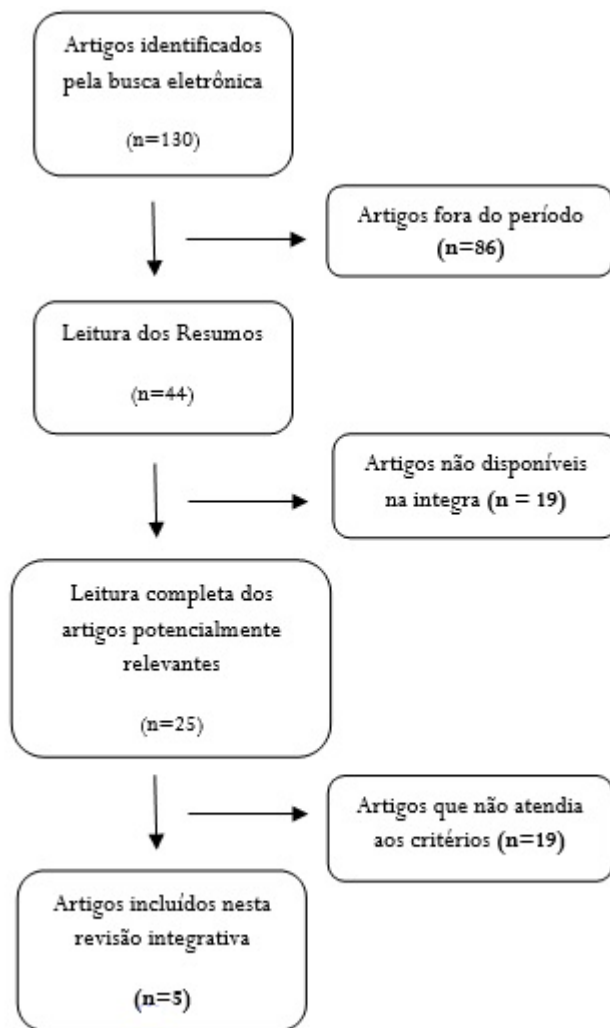 Artigos identificados
pela busca eletrônica
(n=130)
Artigos fora do período
(n=86)
Leitura dos Resumos
(n=44)
Artigos não disponíveis
na integra (n = 19)
Leitura completa dos
artigos potencialmente
relevantes
(n=25)
Artigos que não atendia
aos critérios (n=19)
Artigos incluídos nesta
revisão integrativa
(n=5)